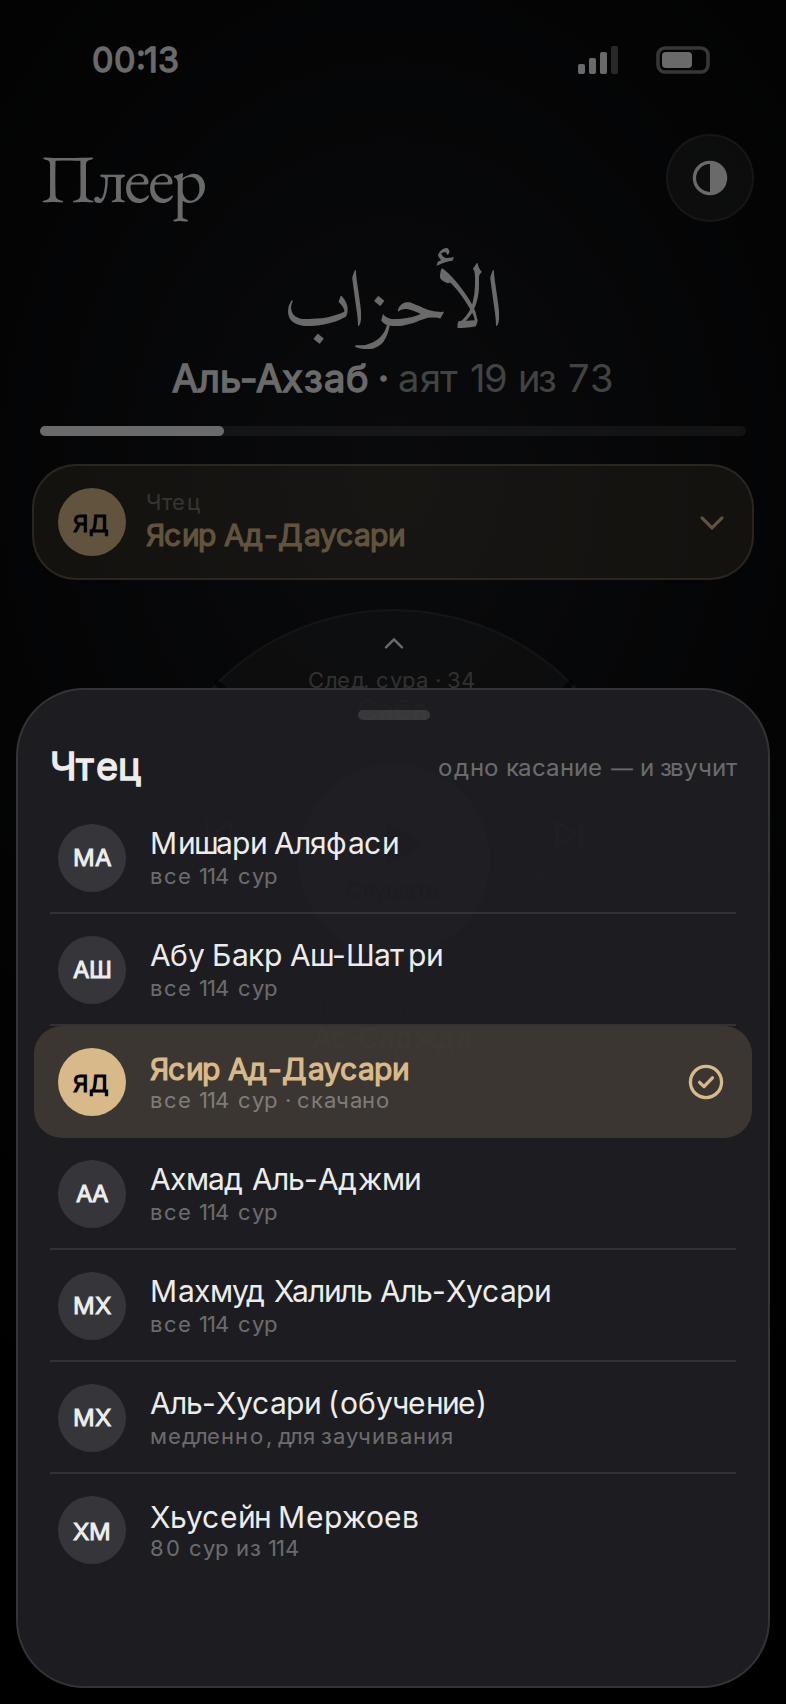 00:13
Плеер
الأحزاب
Аль-Ахзаб · аят 19 из 73
ЯД
Чтец
Ясир Ад-Даусари
След. сура · 34
Чтец
одно касание — и звучит
МА
Мишари Аляфаси
все 114 сур
АШ
Абу Бакр Аш-Шатри
все 114 сур
ЯД
Ясир Ад-Даусари
все 114 сур · скачано
АА
Ахмад Аль-Аджми
все 114 сур
МХ
Махмуд Халиль Аль-Хусари
все 114 сур
МХ
Аль-Хусари (обучение)
медленно, для заучивания
ХМ
Хьусейн Мержоев
80 сур из 114